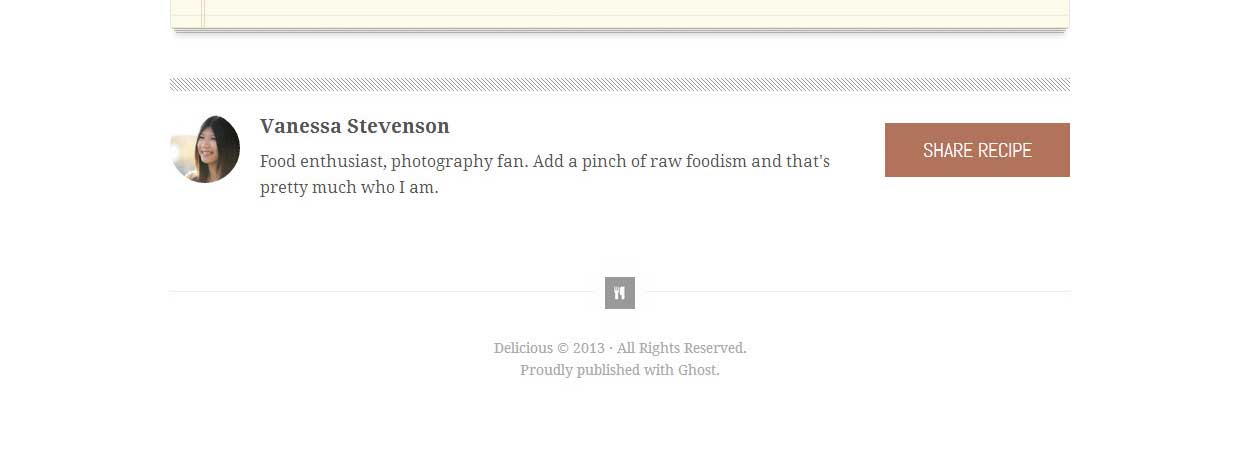 Vanessa Stevenson
Food enthusiast, photography fan. Add a pinch of raw foodism and that's
pretty much who I am.
SHARE RECIPE
Delicious © 2013 · All Rights Reserved.
Proudly published with Ghost.